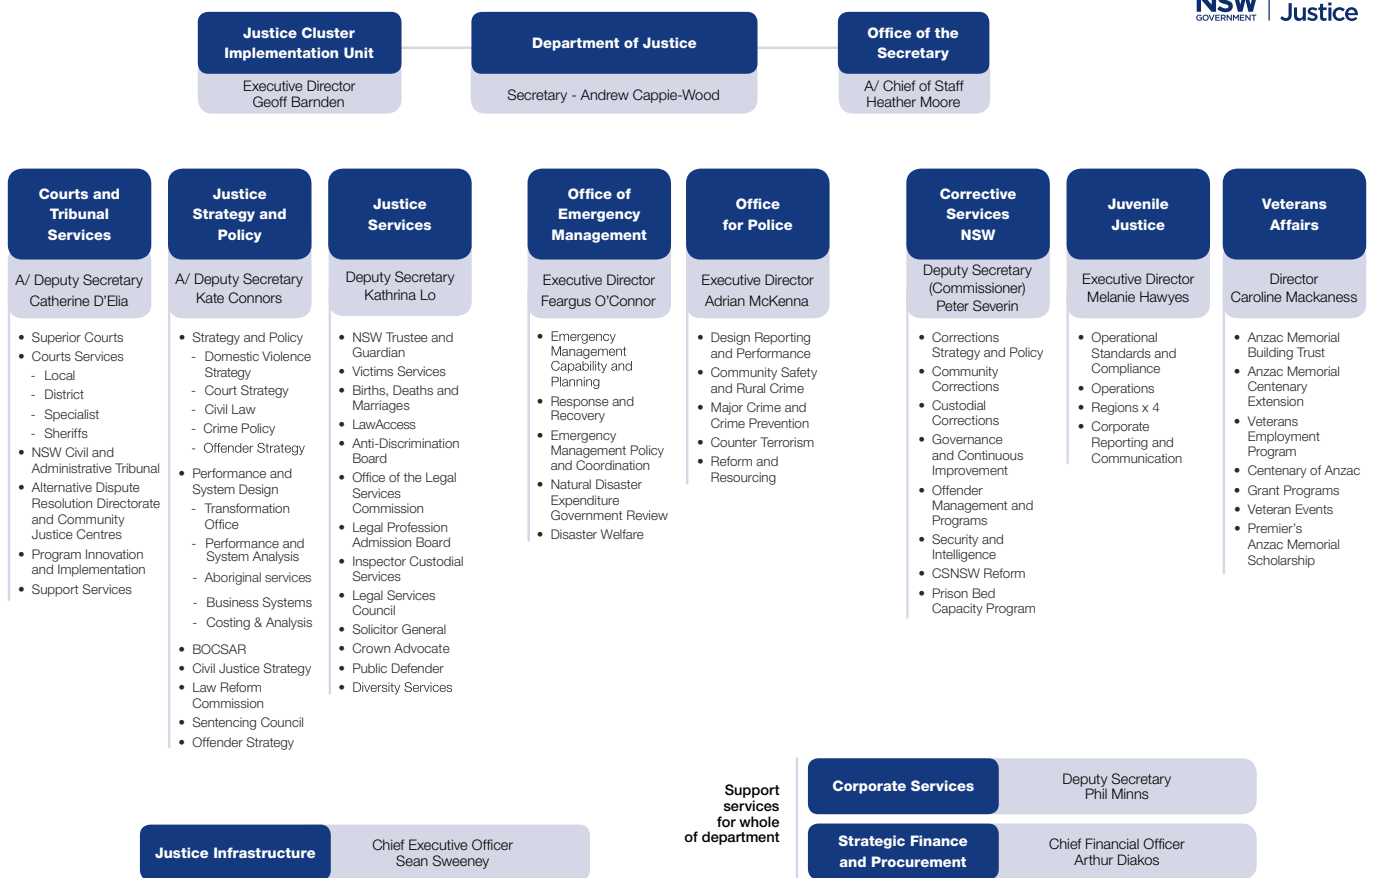 NSW
GOVERNMENT
Justice
Justice Cluster
Implementation Unit
Executive Director
Geoff Barnden
Department of Justice
Secretary - Andrew Cappie-Wood
Office of the
Secretary
A/ Chief of Staff
Heather Moore
Courts and
Tribunal
Services
A/ Deputy Secretary
Catherine D'Elia
• Superior Courts
• Courts Services
- Local
- District
- Specialist
- Sheriffs
• NSW Civil and
Administrative Tribunal
• Alternative Dispute
Resolution Directorate
and Community
Justice Centres
• Program Innovation
and Implementation
• Support Services
Justice
Strategy and
Policy
A/ Deputy Secretary
Kate Connors
• Strategy and Policy
- Domestic Violence
Strategy
- Court Strategy
- Civil Law
- Crime Policy
- Offender Strategy
• Performance and
System Design
- Transformation
Office
- Performance and
System Analysis
- Aboriginal services
- Business Systems
- Costing & Analysis
• BOCSAR
• Civil Justice Strategy
• Law Reform
Commission
• Sentencing Council
• Offender Strategy
Justice
Services
Deputy Secretary
Kathrina Lo
• NSW Trustee and
Guardian
• Victims Services
• Births, Deaths and
Marriages
• LawAccess
• Anti-Discrimination
Board
• Office of the Legal
Services
Commission
• Legal Profession
Admission Board
• Inspector Custodial
Services
• Legal Services
Council
• Solicitor General
• Crown Advocate
• Public Defender
• Diversity Services
Office of
Emergency
Management
Executive Director
Feargus O'Connor
• Emergency
Management
Capability and
Planning
• Response and
Recovery
• Emergency
Management Policy
and Coordination
• Natural Disaster
Expenditure
Government Review
• Disaster Welfare
Office
for Police
Executive Director
Adrian McKenna
• Design Reporting
and Performance
• Community Safety
and Rural Crime
• Major Crime and
Crime Prevention
• Counter Terrorism
• Reform and
Resourcing
Corrective
Services
NSW
Deputy Secretary
(Commissioner)
Peter Severin
• Corrections
Strategy and Policy
• Community
Corrections
• Custodial
Corrections
• Governance
and Continuous
Improvement
• Offender
Management and
Programs
• Security and
Intelligence
• CSNSW Reform
• Prison Bed
Capacity Program
Juvenile
Justice
Executive Director
Melanie Hawyes
• Operational
Standards and
Compliance
• Operations
• Regions x 4
• Corporate
Reporting and
Communication
Veterans
Affairs
Director
Caroline Mackaness
• Anzac Memorial
Building Trust
• Anzac Memorial
Centenary
Extension
• Veterans
Employment
Program
• Centenary of Anzac
• Grant Programs
• Veteran Events
• Premier's
Anzac Memorial
Scholarship
Justice Infrastructure
Chief Executive Officer
Sean Sweeney
Support
services
for whole
of department
Corporate Services
Deputy Secretary
Phil Minns
Strategic Finance
and Procurement
Chief Financial Officer
Arthur Diakos